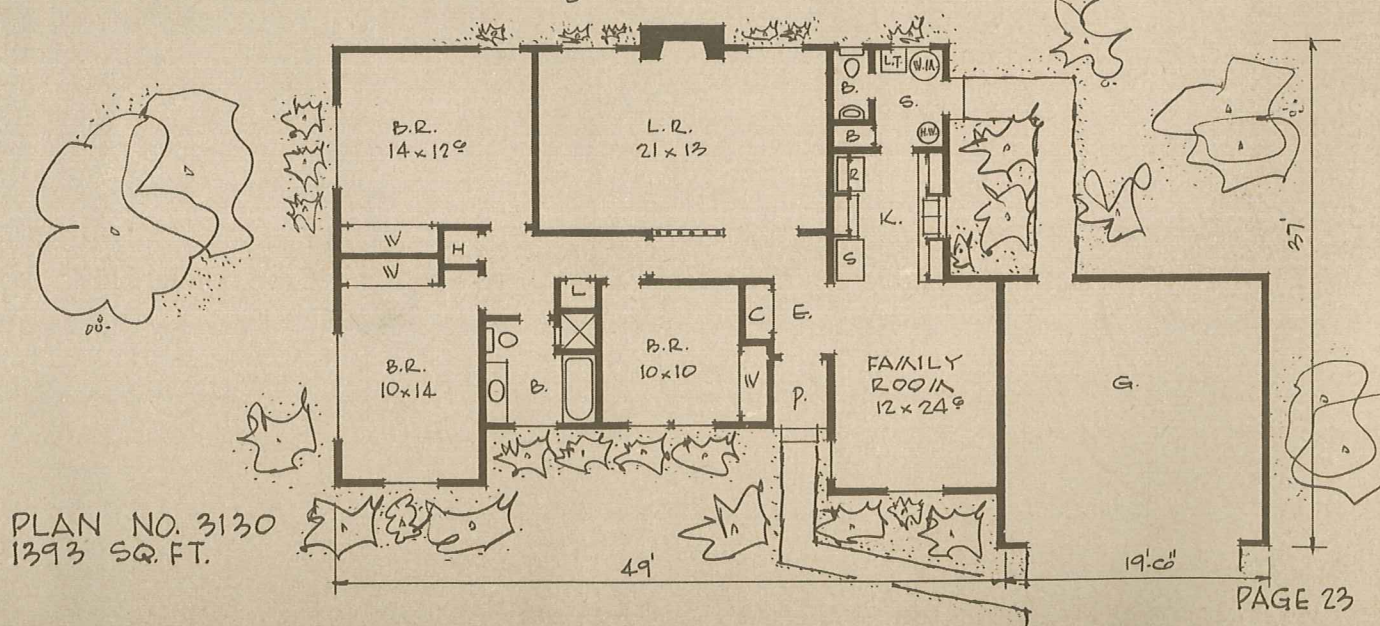 B.R.
14 x 12⁶
L.R.
21 x 13
B.
L.T.
W.M.
S.
B
H.W.
R
K.
S
W
H
W
L
C
E.
B.R.
10 x 14
B.
B.R.
10 x 10
W
P.
FAMILY
ROOM
12 x 24⁶
G.
37'
PLAN NO. 3130
1393 SQ. FT.
49'
19'-6"
PAGE 23